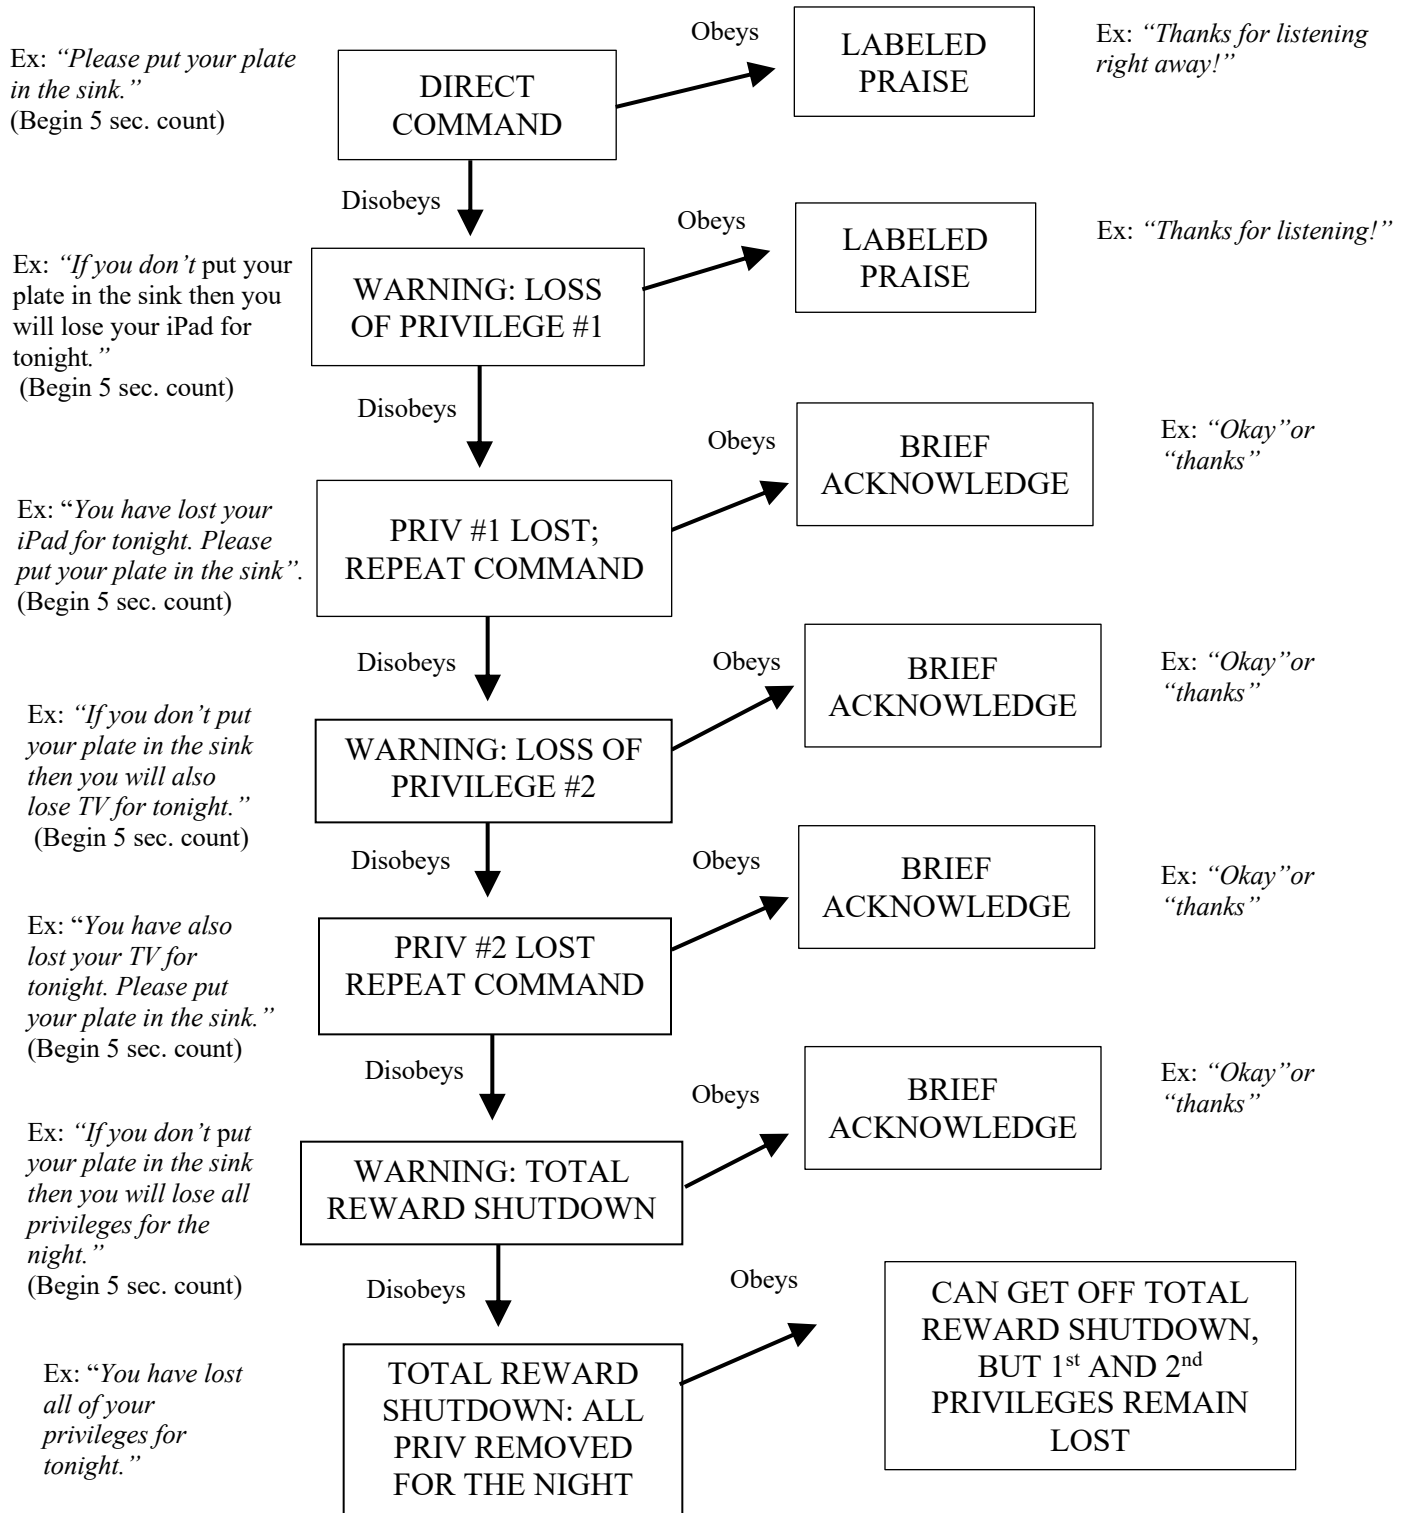 Ex: “Please put your plate
in the sink.”
(Begin 5 sec. count)
DIRECT
COMMAND
Obeys
LABELED
PRAISE
Ex: “Thanks for listening
right away!”
Disobeys
Ex: “If you don’t put your
plate in the sink then you
will lose your iPad for
tonight.”
(Begin 5 sec. count)
WARNING: LOSS
OF PRIVILEGE #1
Obeys
LABELED
PRAISE
Ex: “Thanks for listening!”
Disobeys
Ex: “You have lost your
iPad for tonight. Please
put your plate in the sink”.
(Begin 5 sec. count)
PRIV #1 LOST;
REPEAT COMMAND
Obeys
BRIEF
ACKNOWLEDGE
Ex: “Okay”or
“thanks”
Disobeys
Ex: “If you don’t put
your plate in the sink
then you will also
lose TV for tonight.”
(Begin 5 sec. count)
WARNING: LOSS OF
PRIVILEGE #2
Obeys
BRIEF
ACKNOWLEDGE
Ex: “Okay”or
“thanks”
Disobeys
Ex: “You have also
lost your TV for
tonight. Please put
your plate in the sink.”
(Begin 5 sec. count)
PRIV #2 LOST
REPEAT COMMAND
Obeys
BRIEF
ACKNOWLEDGE
Ex: “Okay”or
“thanks”
Disobeys
Ex: “If you don’t put
your plate in the sink
then you will lose all
privileges for the
night.”
(Begin 5 sec. count)
WARNING: TOTAL
REWARD SHUTDOWN
Obeys
BRIEF
ACKNOWLEDGE
Ex: “Okay”or
“thanks”
Disobeys
Ex: “You have lost
all of your
privileges for
tonight.”
TOTAL REWARD
SHUTDOWN: ALL
PRIV REMOVED
FOR THE NIGHT
Obeys
CAN GET OFF TOTAL
REWARD SHUTDOWN,
BUT 1st AND 2nd
PRIVILEGES REMAIN
LOST